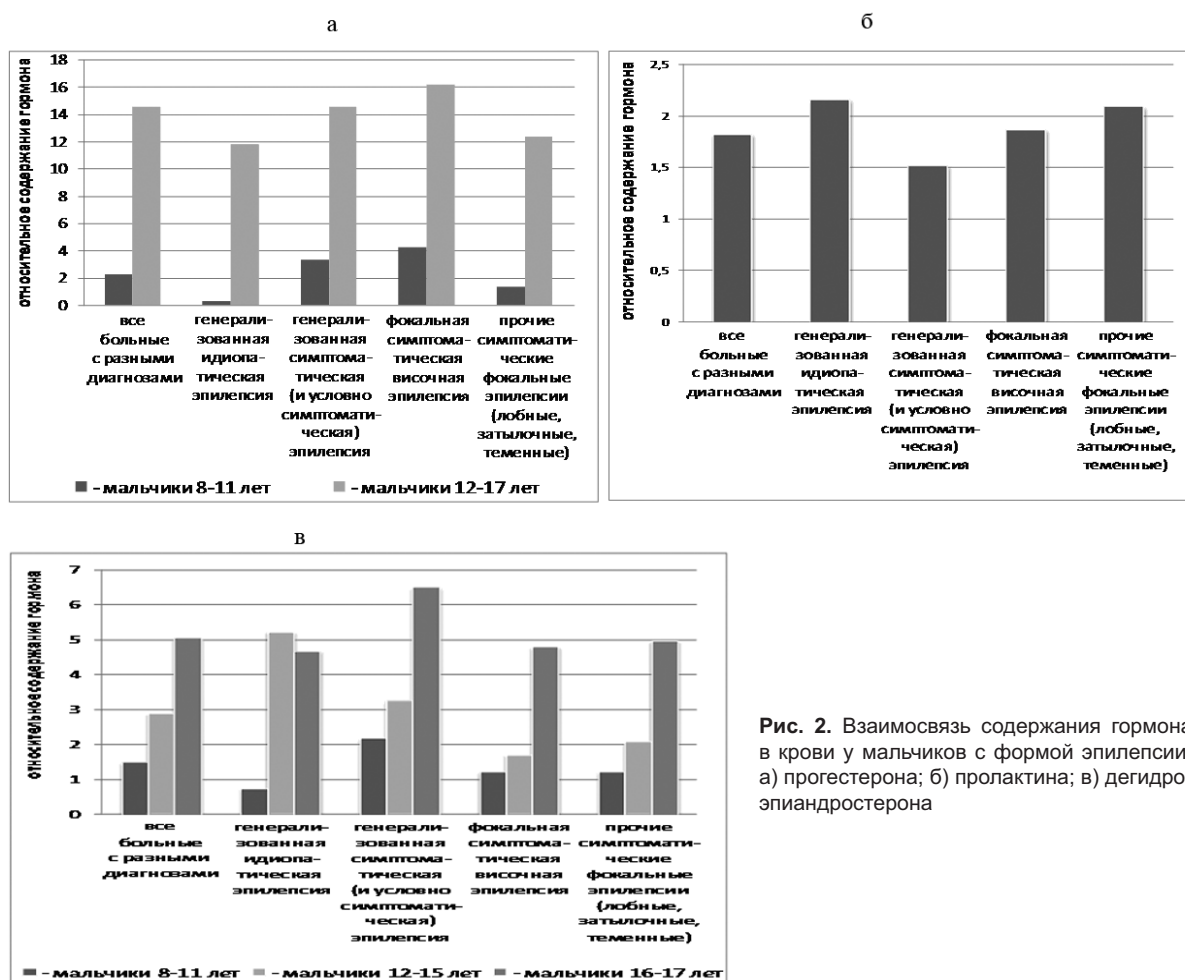 а
относительное содержание гормона
18
16
14
12
10
8
6
4
2
0
все
больные
с разными
диагнозами
генерали-
зованная
идиопа-
тическая
эпилепсия
генерали-
зованная
симптома-
тическая
(и условно
симптомати-
ческая)
эпилепсия
фокальная
симптома-
тическая
височная
эпилепсия
прочие
симптомати-
ческие
фокальные
эпилепсии
(лобные,
затылочные,
теменные)
- мальчики 8-11 лет - мальчики 12-17 лет
б
относительное содержание гормона
2,5
2
1,5
1
0,5
0
все
больные
с разными
диагнозами
генерали-
зованная
идиопа-
тическая
эпилепсия
генерали-
зованная
симптома-
тическая
(и условно
симптомати-
ческая)
эпилепсия
фокальная
симптома-
тическая
височная
эпилепсия
прочие
симптомати-
ческие
фокальные
эпилепсии
(лобные,
затылочные,
теменные)
в
относительное содержание гормона
7
6
5
4
3
2
1
0
все
больные
с разными
диагнозами
генерали-
зованная
идиопа-
тическая
эпилепсия
генерали-
зованная
симптома-
тическая
(и условно
симптомати-
ческая)
эпилепсия
фокальная
симптома-
тическая
височная
эпилепсия
прочие
симптомати-
ческие
фокальные
эпилепсии
(лобные,
затылочные,
теменные)
- мальчики 8-11 лет - мальчики 12-15 лет - мальчики 16-17 лет
Рис. 2. Взаимосвязь содержания гормона
в крови у мальчиков с формой эпилепсии
а) прогестерона; б) пролактина; в) дегидро
эпиандростерона